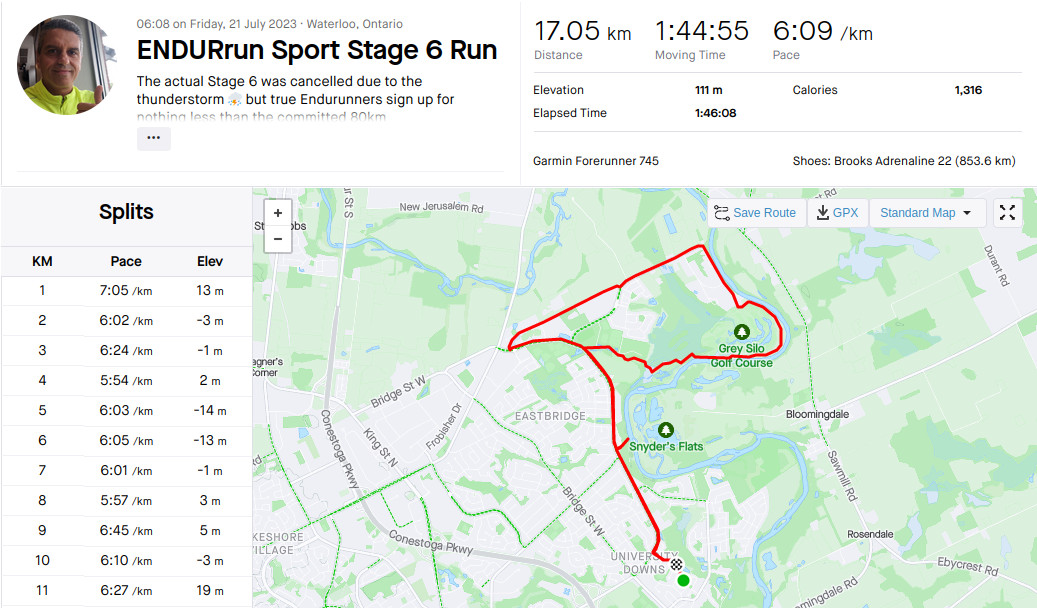 06:08 on Friday, 21 July 2023 · Waterloo, Ontario
ENDURrun Sport Stage 6 Run
The actual Stage 6 was cancelled due to the
thunderstorm ⛈️ but true Endurunners sign up for
nothing less than the committed 80km
•••
17.05 km 1:44:55 6:09 /km
Distance Moving Time Pace
Elevation 111 m Calories 1,316
Elapsed Time 1:46:08
Garmin Forerunner 745 Shoes: Brooks Adrenaline 22 (853.6 km)
Splits
KM Pace Elev
1 7:05 /km 13 m
2 6:02 /km -3 m
3 6:24 /km -1 m
4 5:54 /km 2 m
5 6:03 /km -14 m
6 6:05 /km -13 m
7 6:01 /km -1 m
8 5:57 /km 3 m
9 6:45 /km 5 m
10 6:10 /km -3 m
11 6:27 /km 19 m
+
−
Save Route GPX Standard Map
New Jerusalem Rd
ur St S
Rd
Durant Rd
Grey Silo
Golf Course
agner's
Corner
Bridge St W
EASTBRIDGE
Frobisher Dr
Conestoga Pkwy
King St N
Snyder's Flats
Bloomingdale
Sawmill Rd
Bridge St W
KESHORE
VILLAGE
Conestoga Pkwy
UNIVERSITY
DOWNS
Rosendale
Ebycrest Rd
omingdale Rd